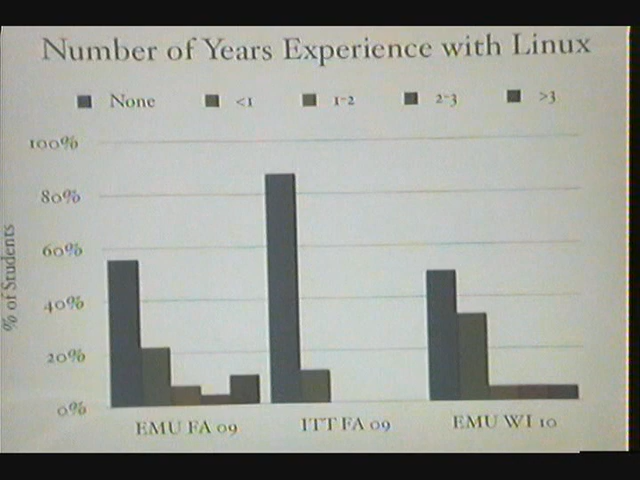 Number of Years Experience with Linux
None <1 1-2 2-3 >3
100%
80%
60%
40%
20%
0%
% of Students
EMU FA 09 ITT FA 09 EMU WI 10